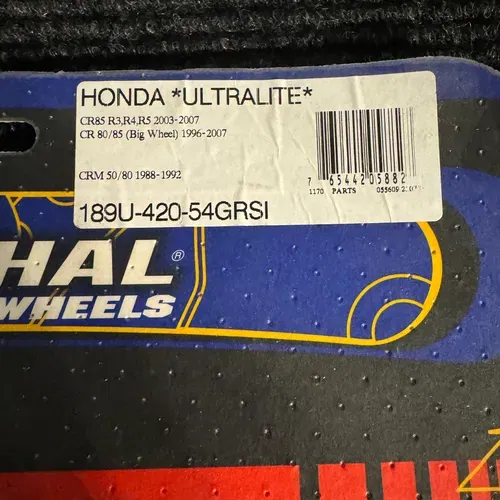 HONDA *ULTRALITE*
CR85 R3,R4,R5 2003-2007
CR 80/85 (Big Wheel) 1996-2007
CRM 50/80 1988-1992
7 65442 05882
1170 PARTS
189U-420-54GRSI
HAL®
WHEELS